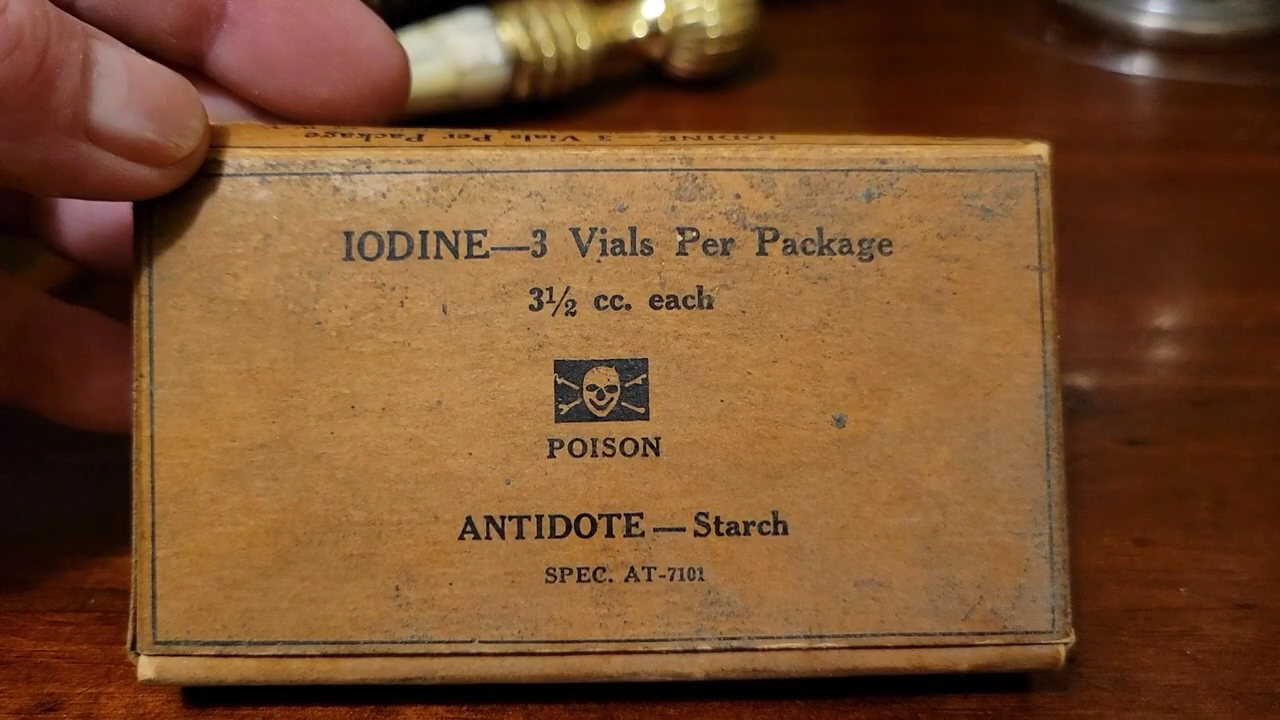 IODINE—3 Vials Per Package
IODINE—3 Vials Per Package
3½ cc. each
POISON
ANTIDOTE — Starch
SPEC. AT-7101